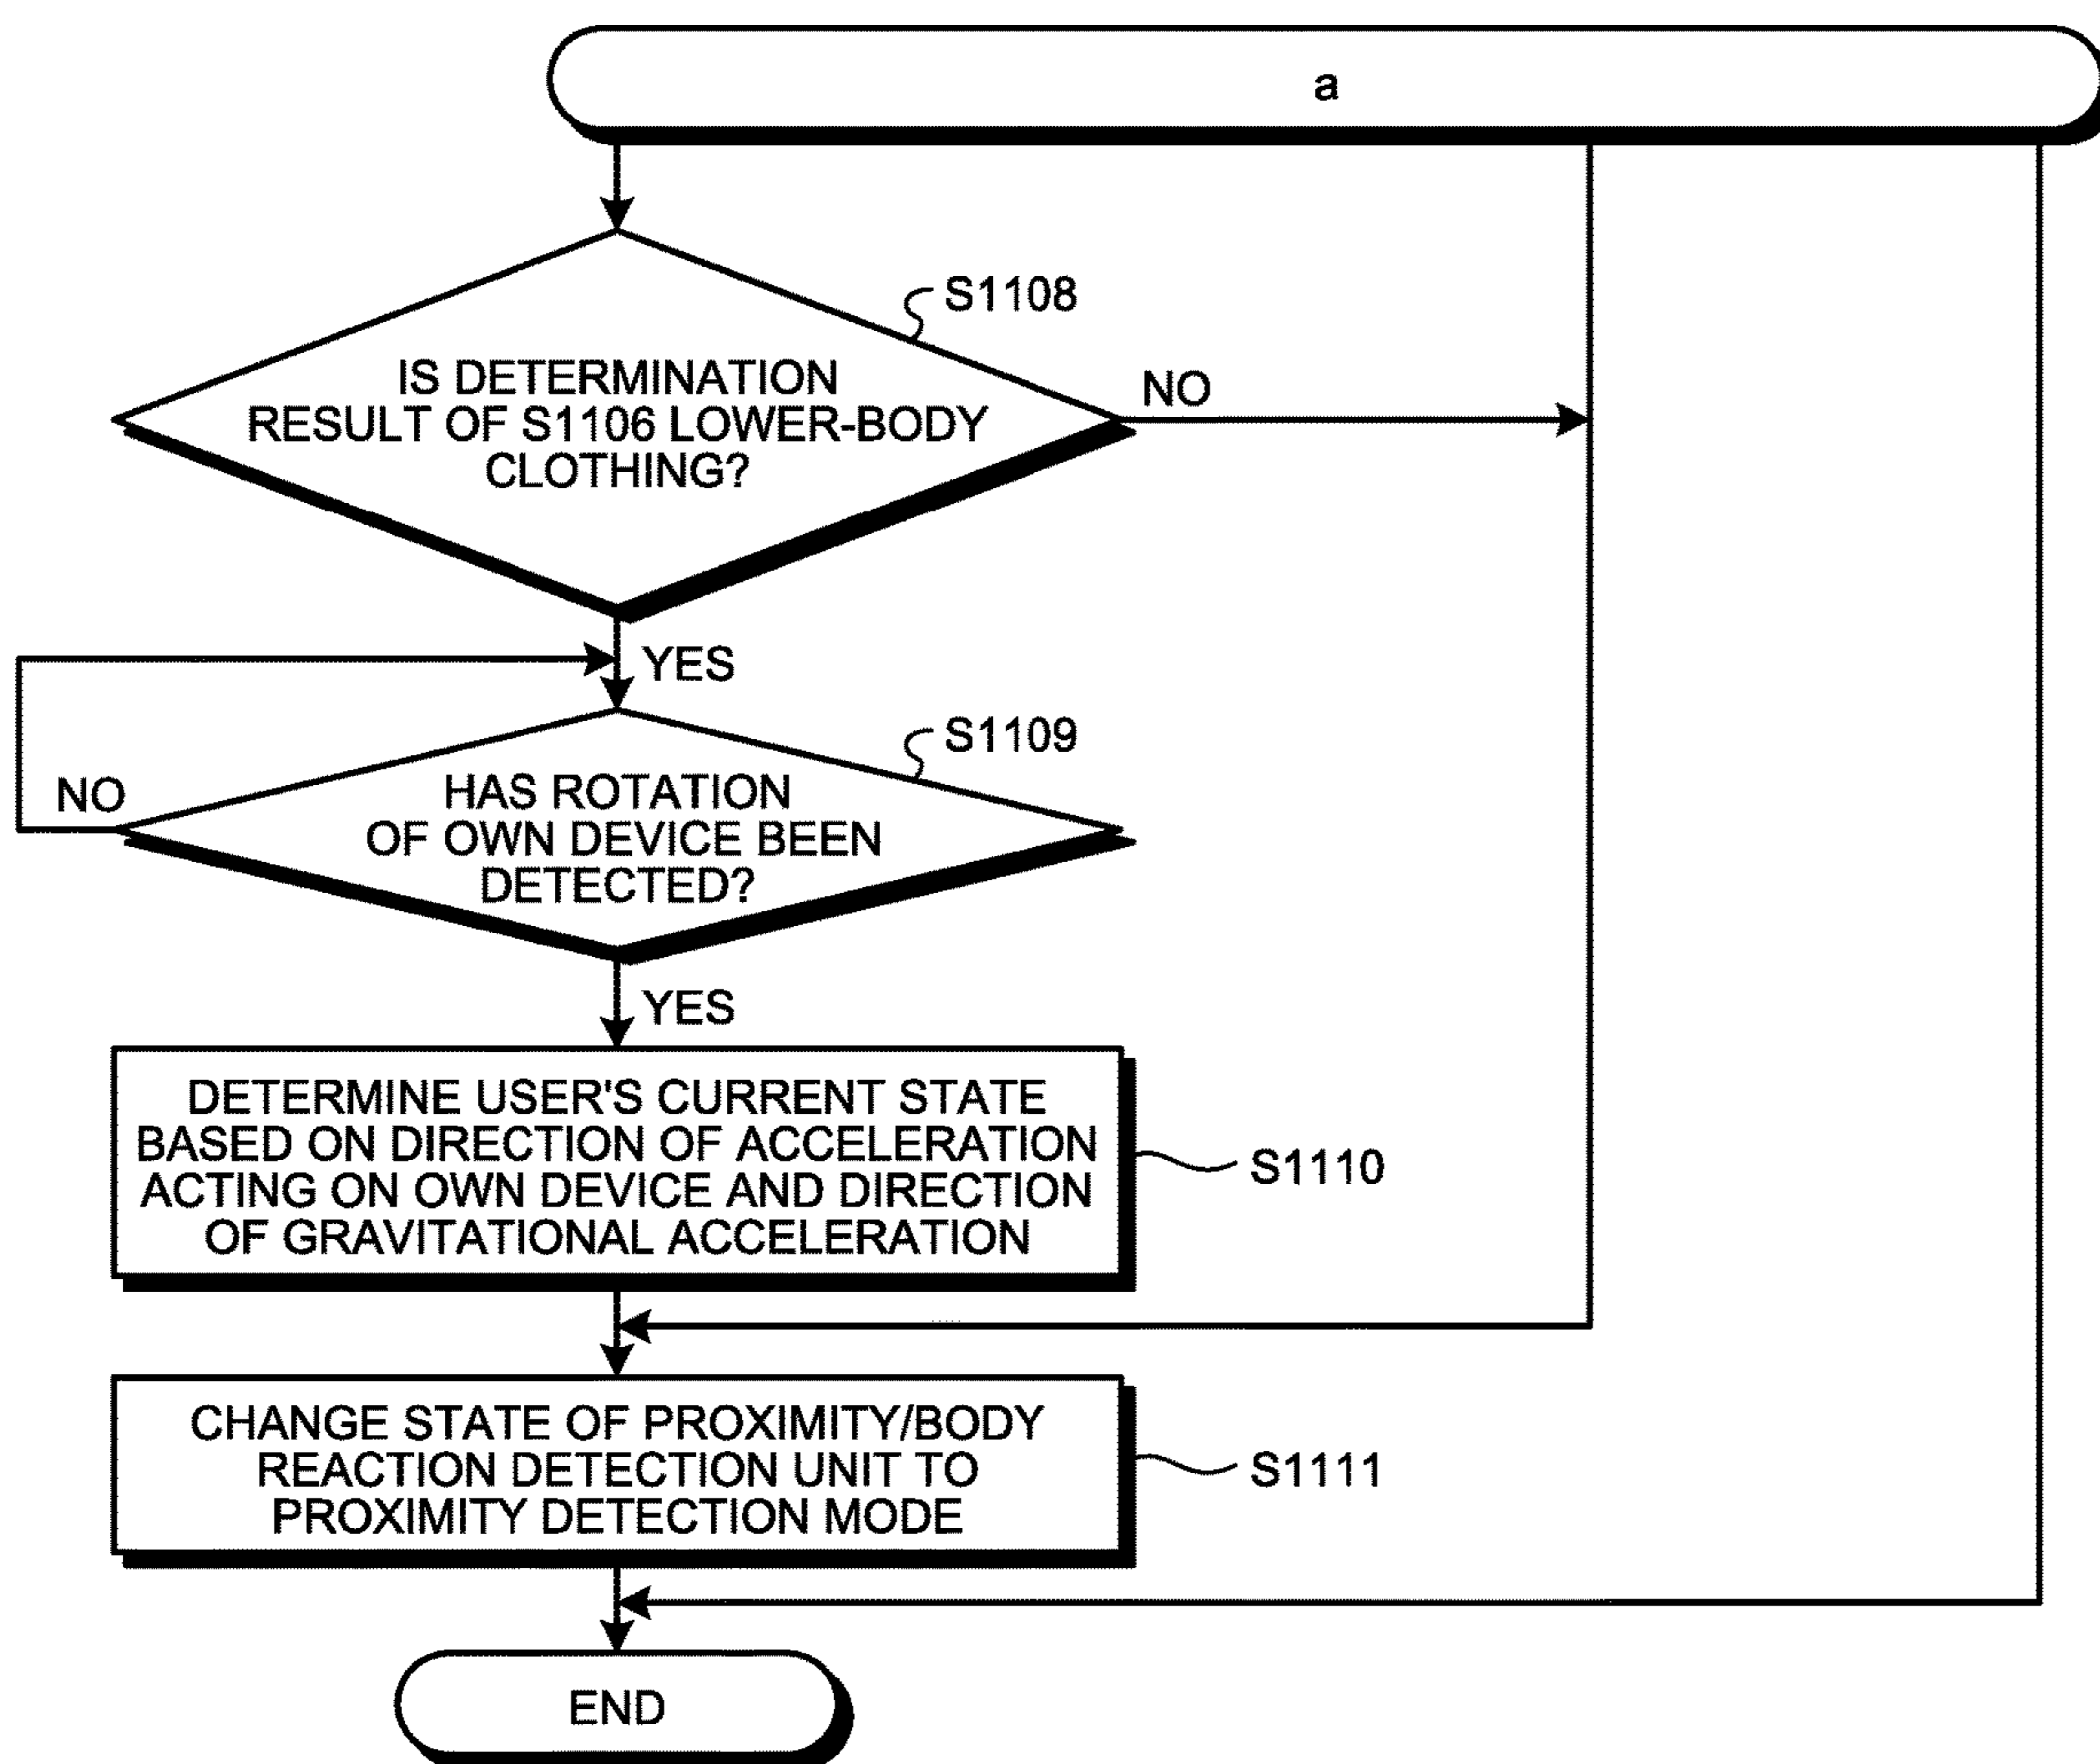 a
S1108
IS DETERMINATION
RESULT OF S1106 LOWER-BODY
CLOTHING?
NO
YES
S1109
HAS ROTATION
OF OWN DEVICE BEEN
DETECTED?
NO
YES
DETERMINE USER'S CURRENT STATE
BASED ON DIRECTION OF ACCELERATION
ACTING ON OWN DEVICE AND DIRECTION
OF GRAVITATIONAL ACCELERATION
S1110
CHANGE STATE OF PROXIMITY/BODY
REACTION DETECTION UNIT TO
PROXIMITY DETECTION MODE
S1111
END